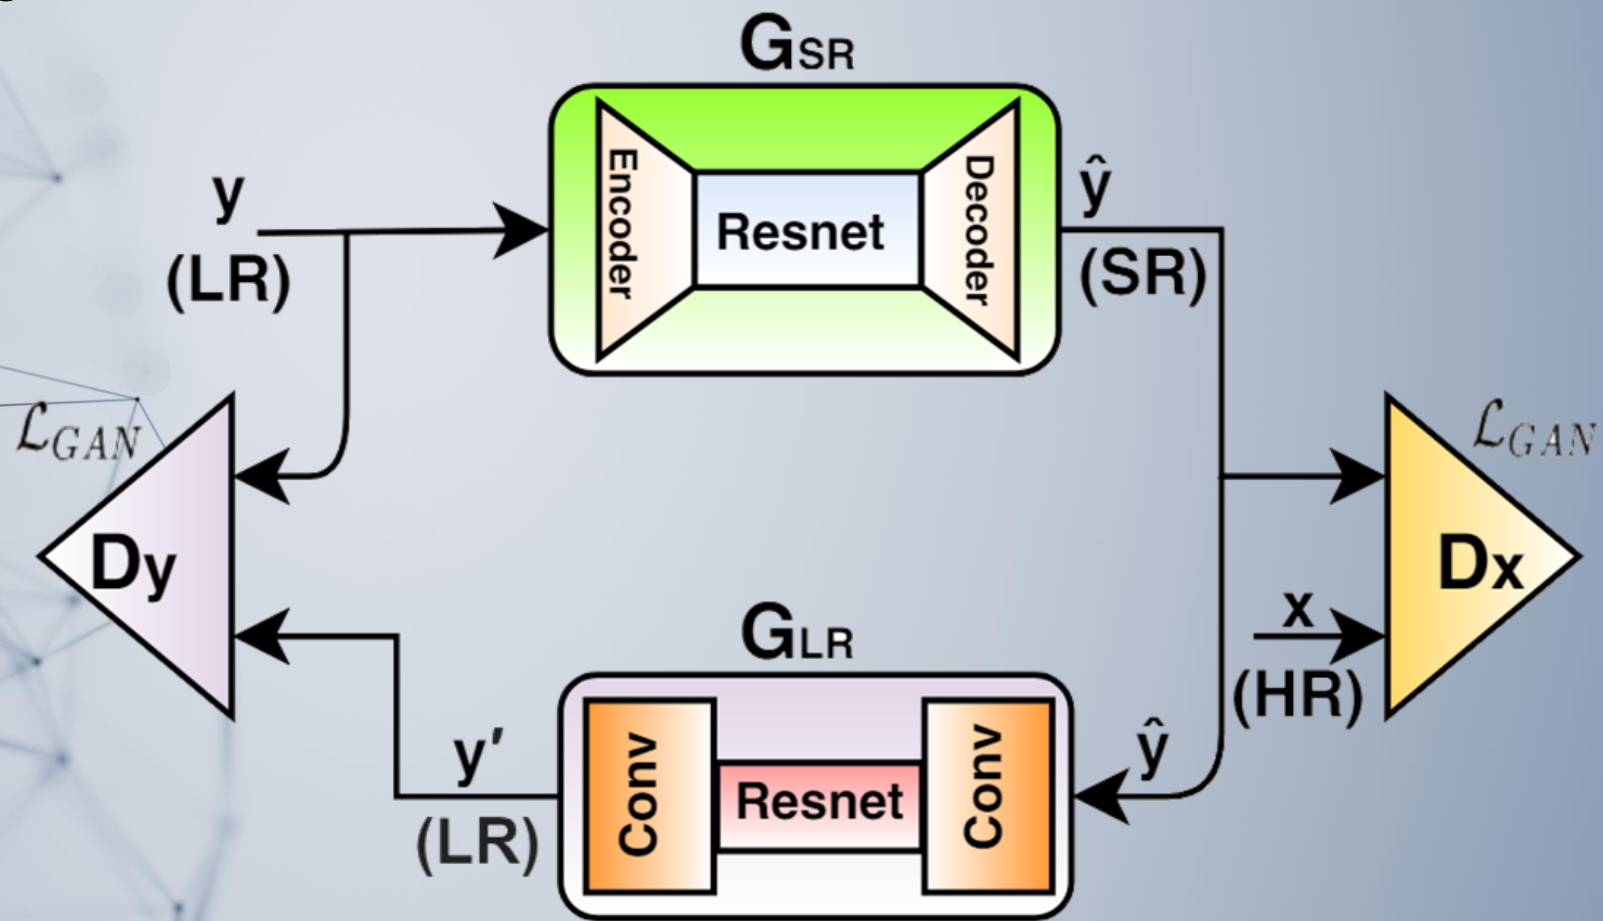 GSR
Encoder
Resnet
Decoder
y
(LR)
ŷ
(SR)
ℒGAN
Dy
ℒGAN
Dx
x
(HR)
GLR
Conv
Resnet
Conv
ŷ
y′
(LR)